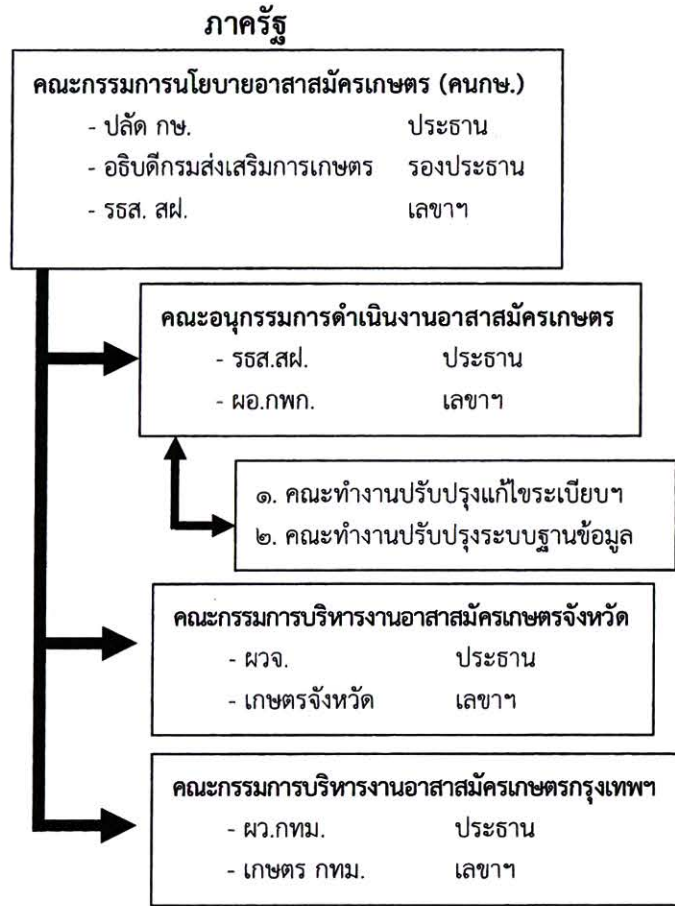 ภาครัฐ
คณะกรรมการนโยบายอาสาสมัครเกษตร (คนกษ.)
- ปลัด กษ. ประธาน
- อธิบดีกรมส่งเสริมการเกษตร รองประธาน
- รธส. สฝ. เลขาฯ
คณะอนุกรรมการดำเนินงานอาสาสมัครเกษตร
- รธส.สฝ. ประธาน
- ผอ.กพก. เลขาฯ
๑. คณะทำงานปรับปรุงแก้ไขระเบียบฯ
๒. คณะทำงานปรับปรุงระบบฐานข้อมูล
คณะกรรมการบริหารงานอาสาสมัครเกษตรจังหวัด
- ผวจ. ประธาน
- เกษตรจังหวัด เลขาฯ
คณะกรรมการบริหารงานอาสาสมัครเกษตรกรุงเทพฯ
- ผว.กทม. ประธาน
- เกษตร กทม. เลขาฯ